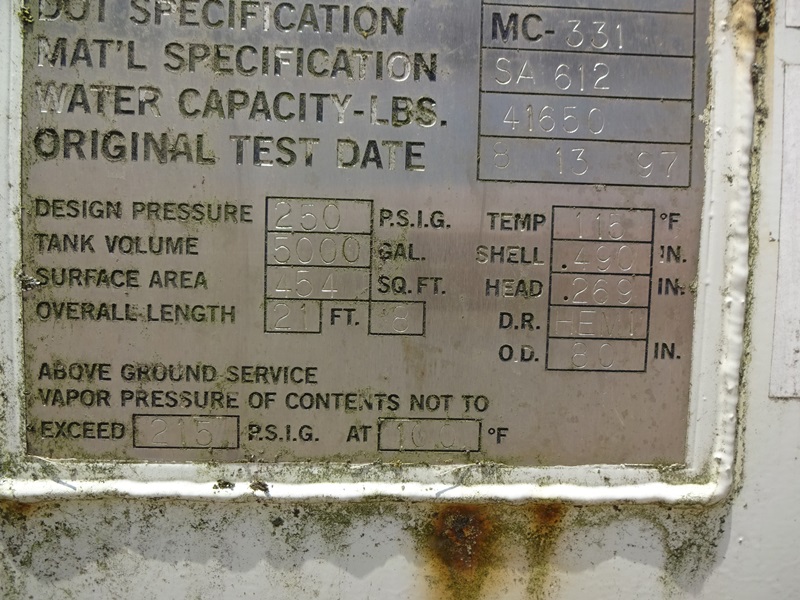 DOT SPECIFICATION MC-331
MAT'L SPECIFICATION SA 612
WATER CAPACITY-LBS. 41650
ORIGINAL TEST DATE 8 13 97
DESIGN PRESSURE 250 P.S.I.G. TEMP 115 °F
TANK VOLUME 5000 GAL. SHELL .490 IN.
SURFACE AREA 454 SQ. FT. HEAD .269 IN.
OVERALL LENGTH 21 FT. 8 D.R. HEMI
O.D. 80 IN.
ABOVE GROUND SERVICE
VAPOR PRESSURE OF CONTENTS NOT TO
EXCEED 215 P.S.I.G. AT 100 °F